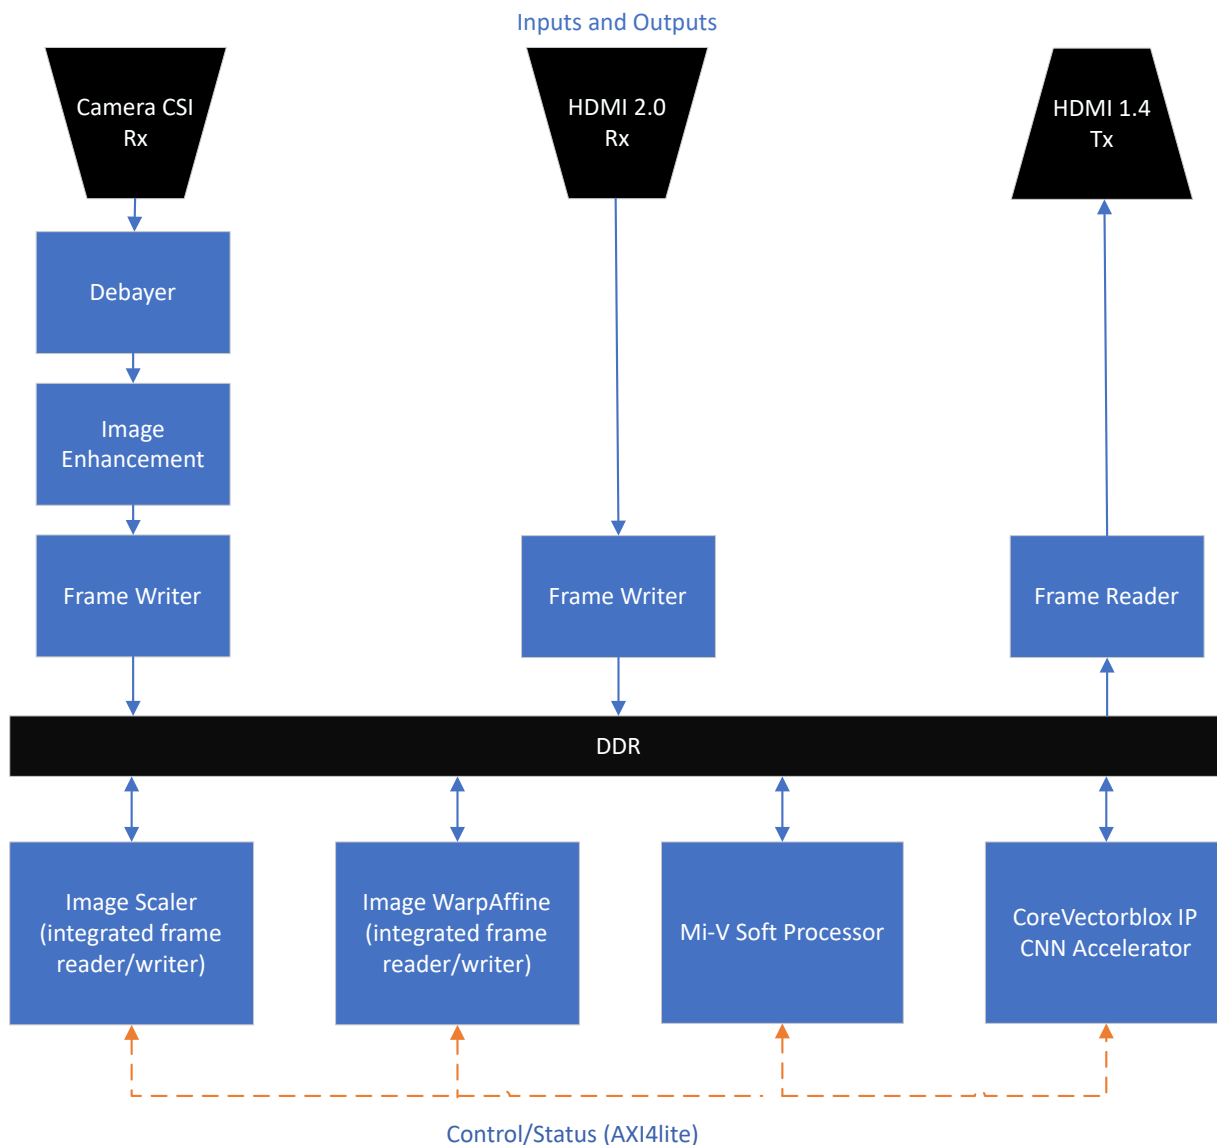 Inputs and Outputs
Camera CSI
Rx
HDMI 2.0
Rx
HDMI 1.4
Tx
Debayer
Image
Enhancement
Frame Writer
Frame Writer
Frame Reader
DDR
Image Scaler
(integrated frame
reader/writer)
Image WarpAffine
(integrated frame
reader/writer)
Mi-V Soft Processor
CoreVectorblox IP
CNN Accelerator
Control/Status (AXI4lite)